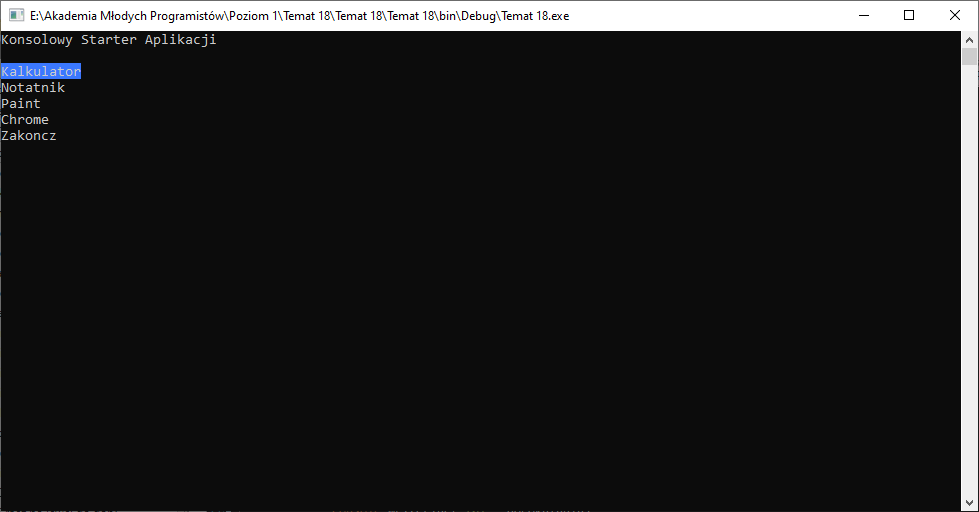 E:\Akademia Młodych Programistów\Poziom 1\Temat 18\Temat 18\Temat 18\bin\Debug\Temat 18.exe
Konsolowy Starter Aplikacji
Kalkulator
Notatnik
Paint
Chrome
Zakoncz